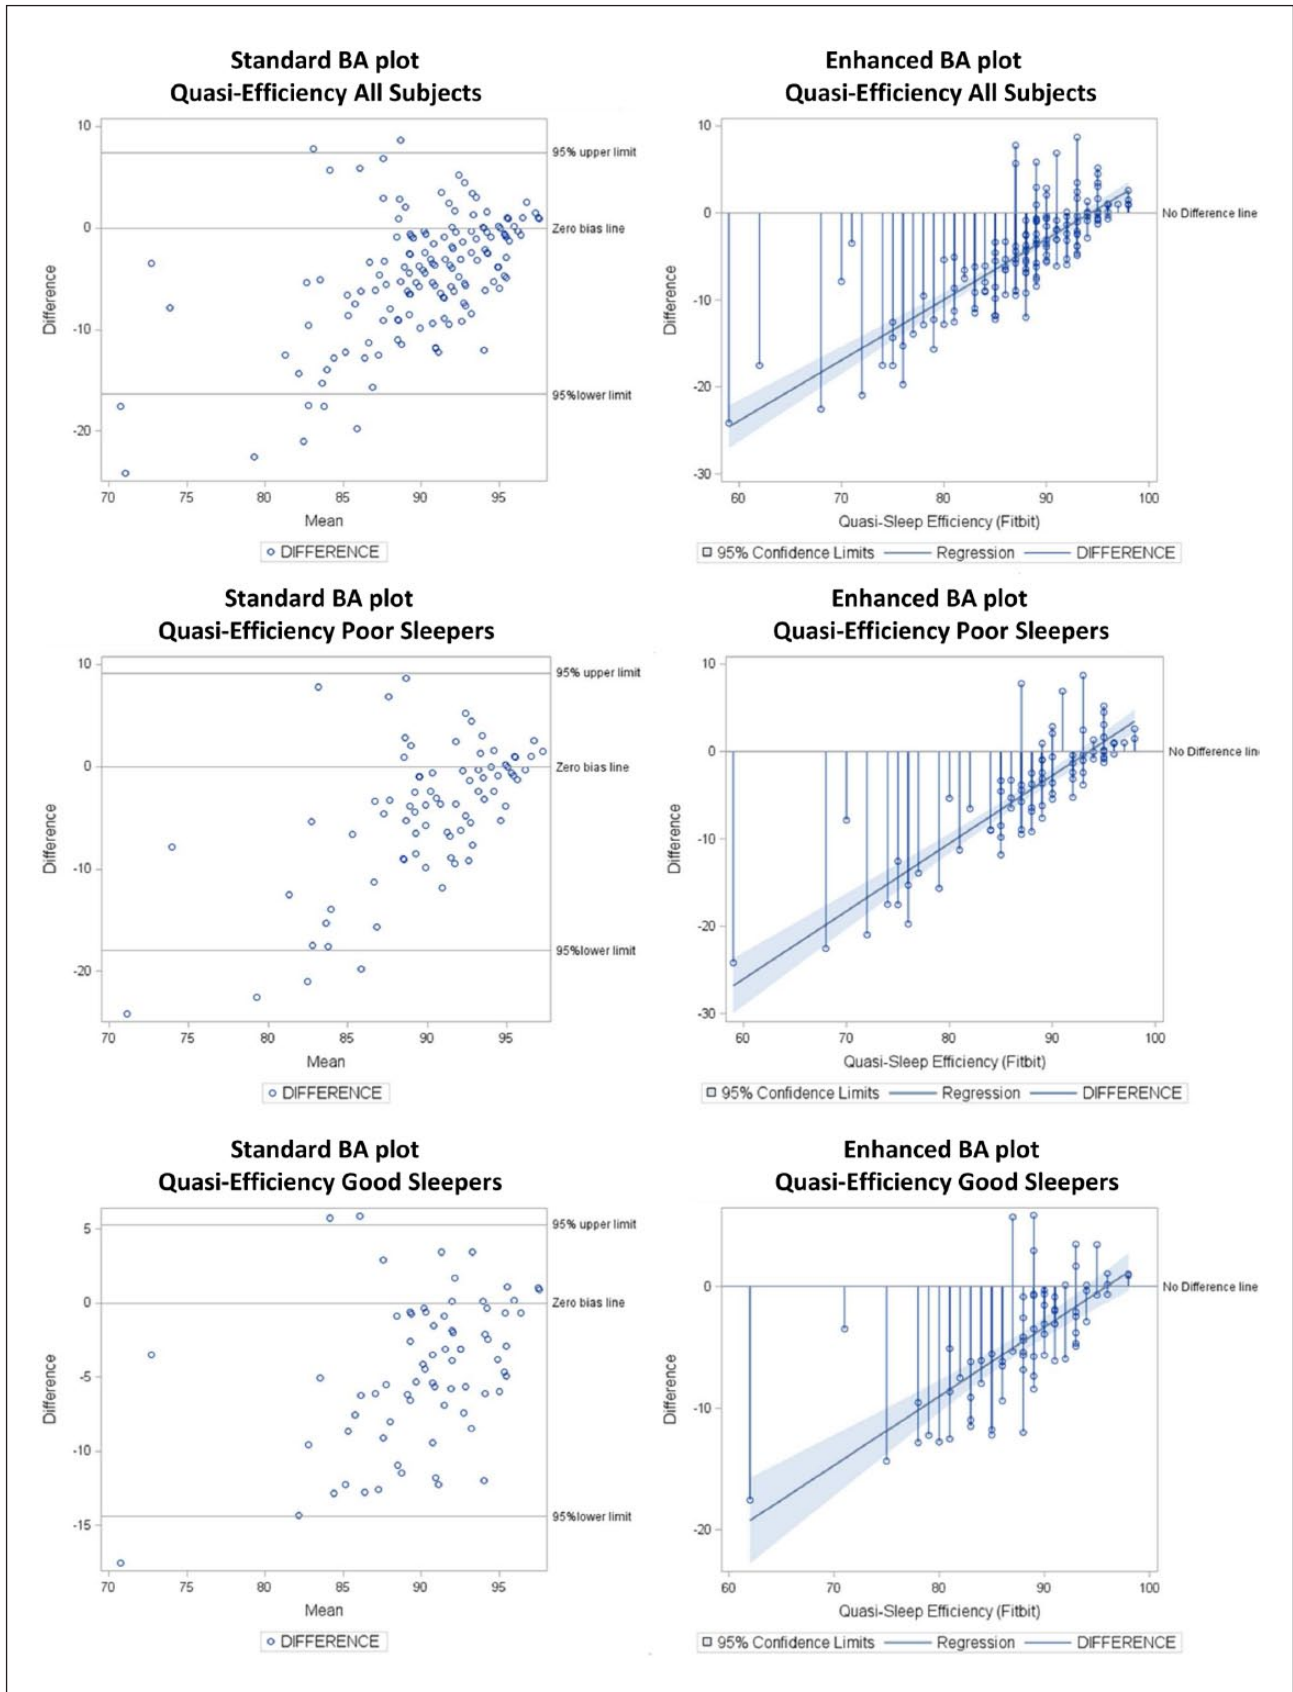 Standard BA plot
Quasi-Efficiency All Subjects
10
0
-10
-20
Difference
95% upper limit
Zero bias line
95%lower limit
70 75 80 85 90 95
Mean
DIFFERENCE
Enhanced BA plot
Quasi-Efficiency All Subjects
10
0
-10
-20
-30
Difference
No Difference line
60 70 80 90 100
Quasi-Sleep Efficiency (Fitbit)
95% Confidence Limits Regression DIFFERENCE
Standard BA plot
Quasi-Efficiency Poor Sleepers
10
0
-10
-20
Difference
95% upper limit
Zero bias line
95%lower limit
70 75 80 85 90 95
Mean
DIFFERENCE
Enhanced BA plot
Quasi-Efficiency Poor Sleepers
10
0
-10
-20
-30
Difference
No Difference lin
60 70 80 90 100
Quasi-Sleep Efficiency (Fitbit)
95% Confidence Limits Regression DIFFERENCE
Standard BA plot
Quasi-Efficiency Good Sleepers
5
0
-5
-10
-15
Difference
95% upper limit
Zero bias line
95%lower limit
70 75 80 85 90 95
Mean
DIFFERENCE
Enhanced BA plot
Quasi-Efficiency Good Sleepers
0
-10
-20
Difference
No Difference line
60 70 80 90 100
Quasi-Sleep Efficiency (Fitbit)
95% Confidence Limits Regression DIFFERENCE